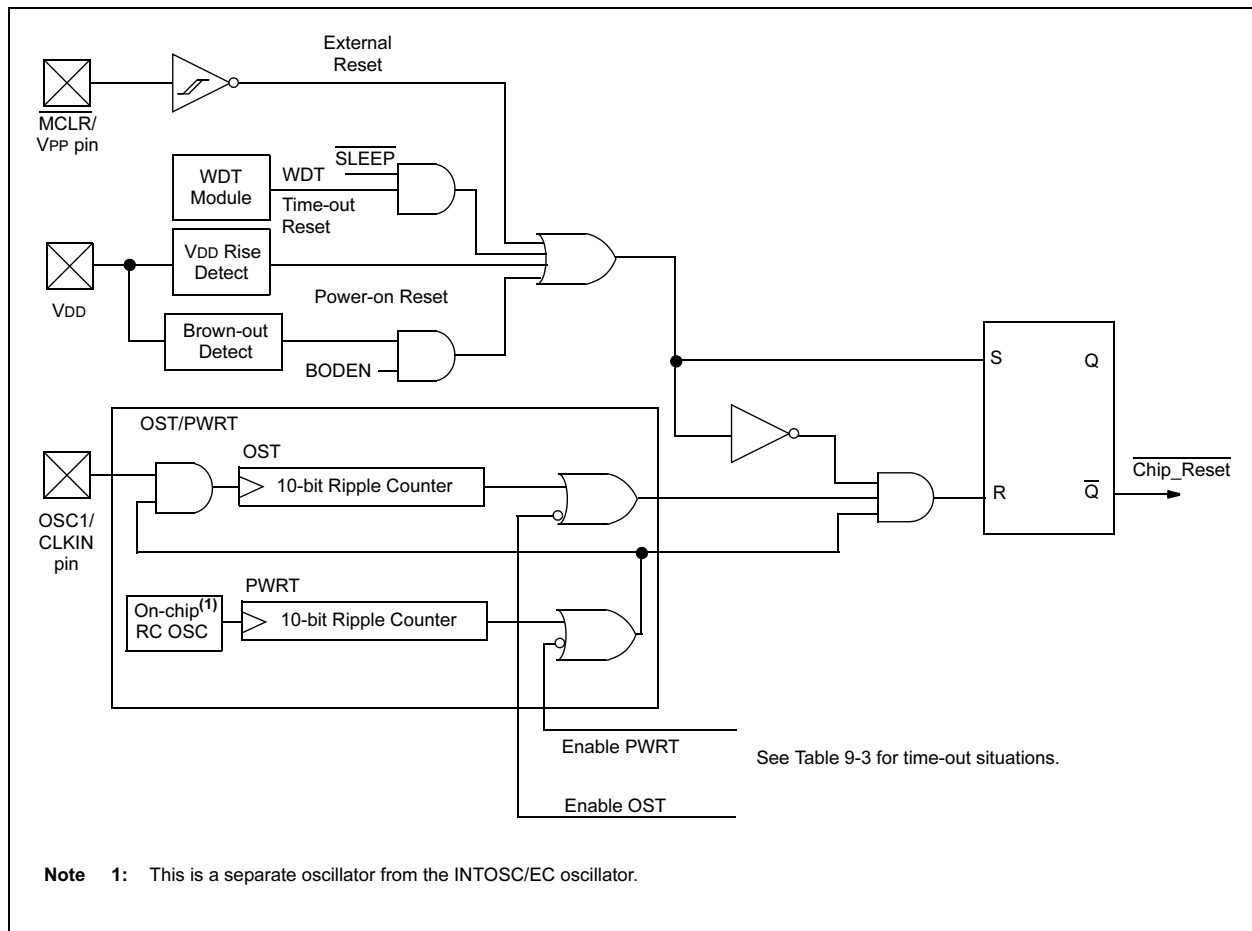 External
Reset
MCLR/
VPP pin
SLEEP
WDT
Module
WDT
Time-out
Reset
VDD Rise
Detect
VDD
Power-on Reset
Brown-out
Detect
BODEN
S
Q
OST/PWRT
OST
10-bit Ripple Counter
OSC1/
CLKIN
pin
R
Q
Chip_Reset
PWRT
On-chip(1)
RC OSC
10-bit Ripple Counter
Enable PWRT
See Table 9-3 for time-out situations.
Enable OST
Note 1: This is a separate oscillator from the INTOSC/EC oscillator.